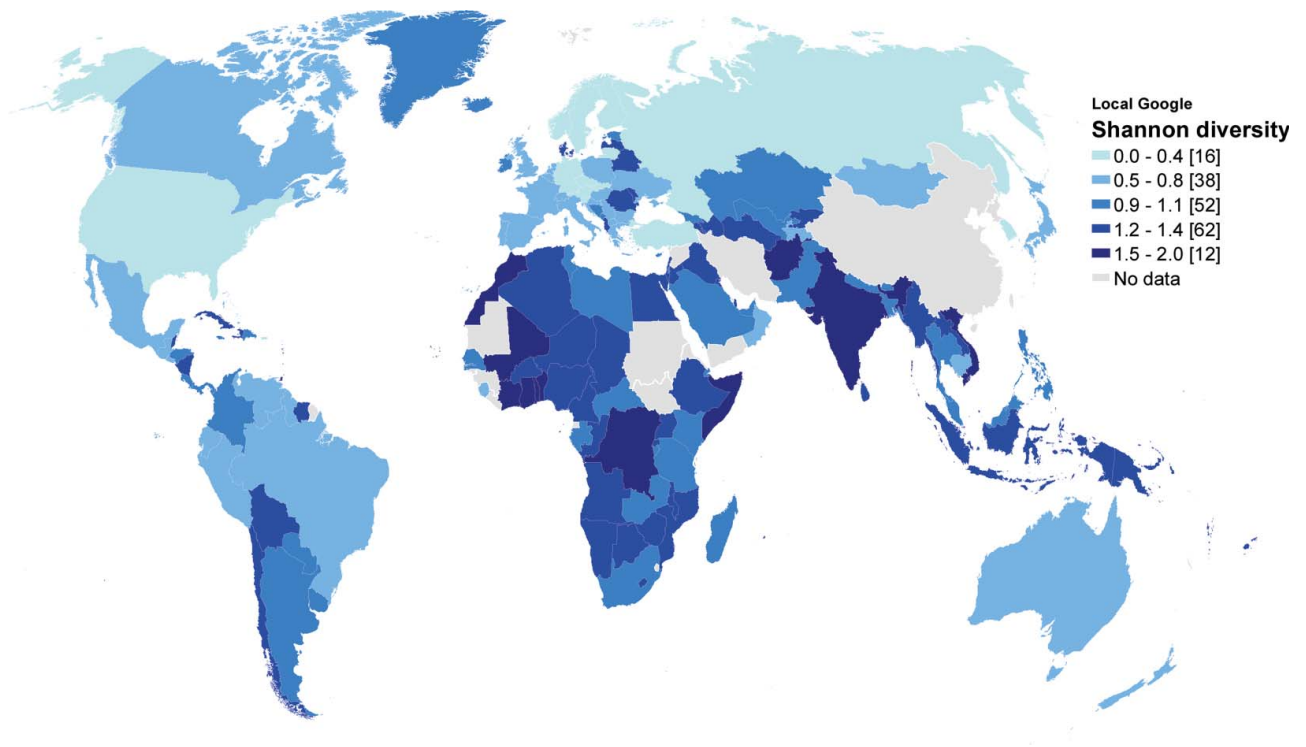 Local Google
Shannon diversity
0.0 - 0.4 [16]
0.5 - 0.8 [38]
0.9 - 1.1 [52]
1.2 - 1.4 [62]
1.5 - 2.0 [12]
No data